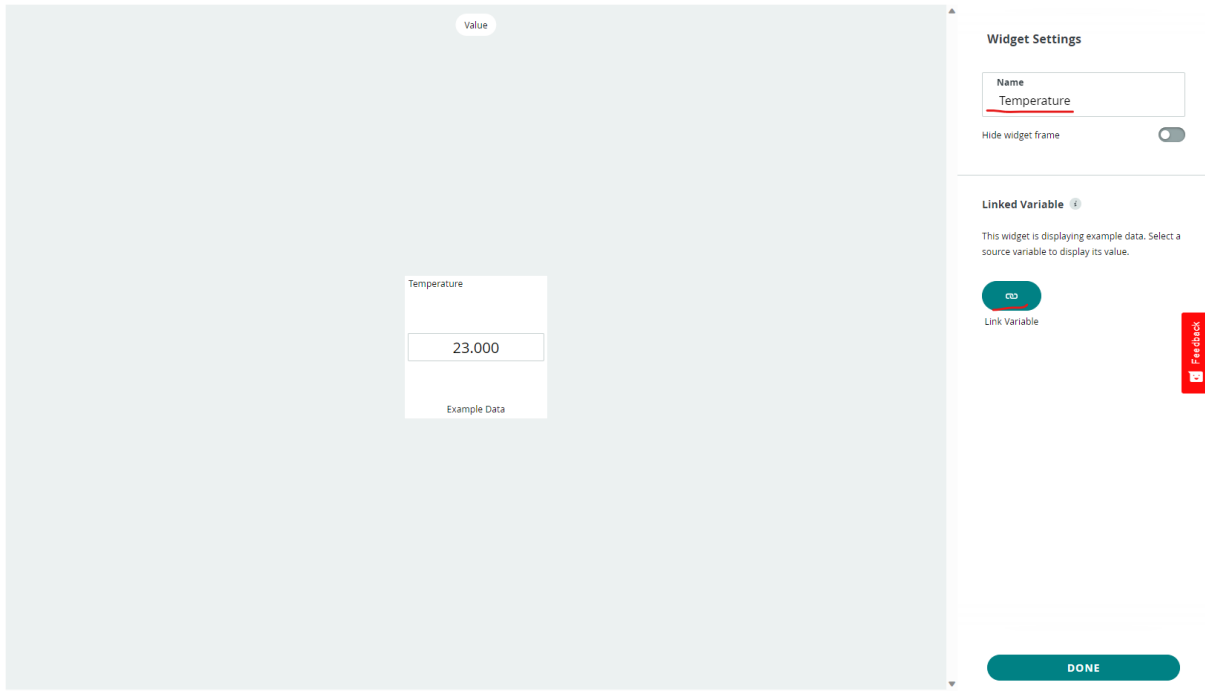 Value
Widget Settings
Name
Temperature
Hide widget frame
Linked Variable i
This widget is displaying example data. Select a
source variable to display its value.
Link Variable
Temperature
23.000
Example Data
Feedback
DONE